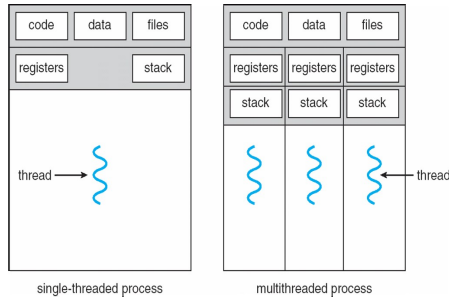 code data files code data files
registers stack registers registers registers
stack stack stack
thread thread
single-threaded process multithreaded process